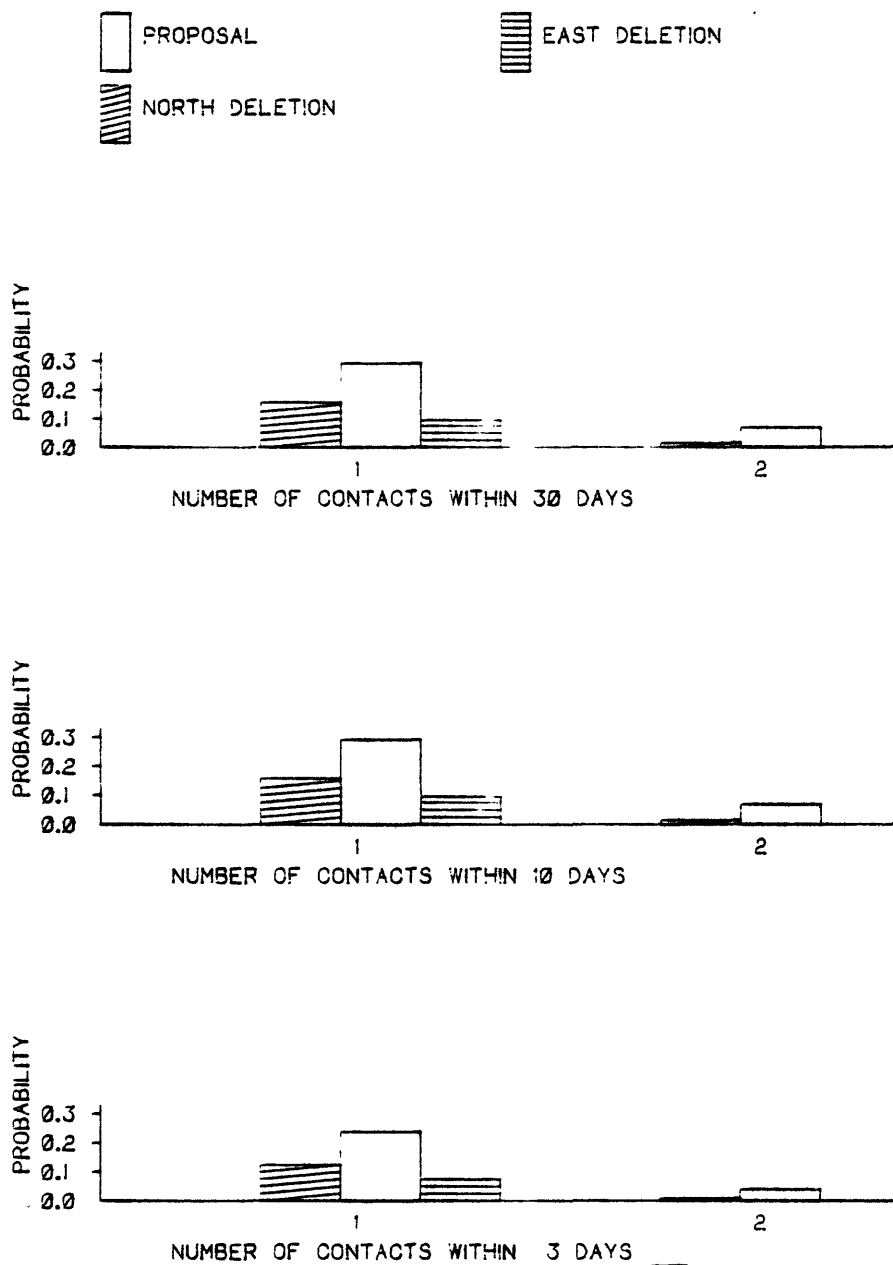 PROPOSAL
EAST DELETION
NORTH DELETION
PROBABILITY
0.3
0.2
0.1
0.0
1
2
NUMBER OF CONTACTS WITHIN 30 DAYS
PROBABILITY
0.3
0.2
0.1
0.0
1
2
NUMBER OF CONTACTS WITHIN 10 DAYS
PROBABILITY
0.3
0.2
0.1
0.0
1
2
NUMBER OF CONTACTS WITHIN 3 DAYS